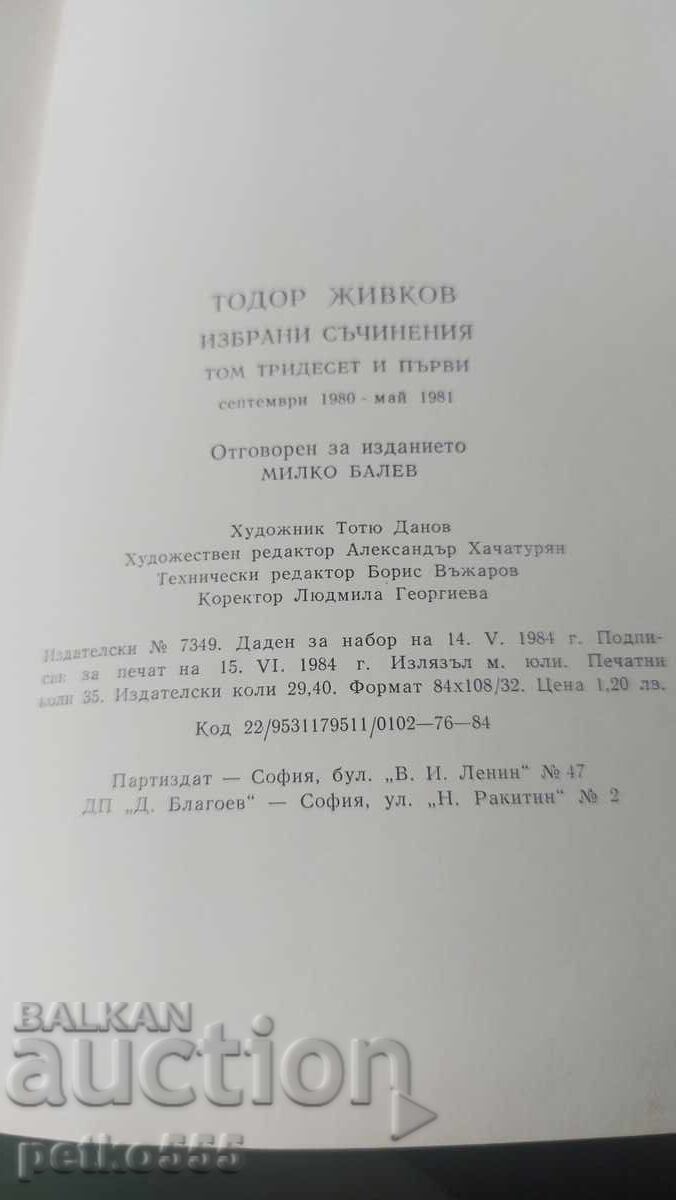 ТОДОР ЖИВКОВ
ИЗБРАНИ СЪЧИНЕНИЯ
ТОМ ТРИДЕСЕТ И ПЪРВИ
септември 1980 - май 1981
Отговорен за изданието
МИЛКО БАЛЕВ
Художник Тотю Данов
Художествен редактор Александър Хачатурян
Технически редактор Борис Въжаров
Коректор Людмила Георгиева
Издателски № 7349. Даден за набор на 14. V. 1984 г. Подпи-
сан за печат на 15. VI. 1984 г. Излязъл м. юли. Печатни
коли 35. Издателски коли 29,40. Формат 84х108/32. Цена 1,20 лв.
Код 22/9531179511/0102—76—84
Партиздат — София, бул. „В. И. Ленин“ № 47
ДП „Д. Благоев“ — София, ул. „Н. Ракитин“ № 2
BALKAN
auction
petko555